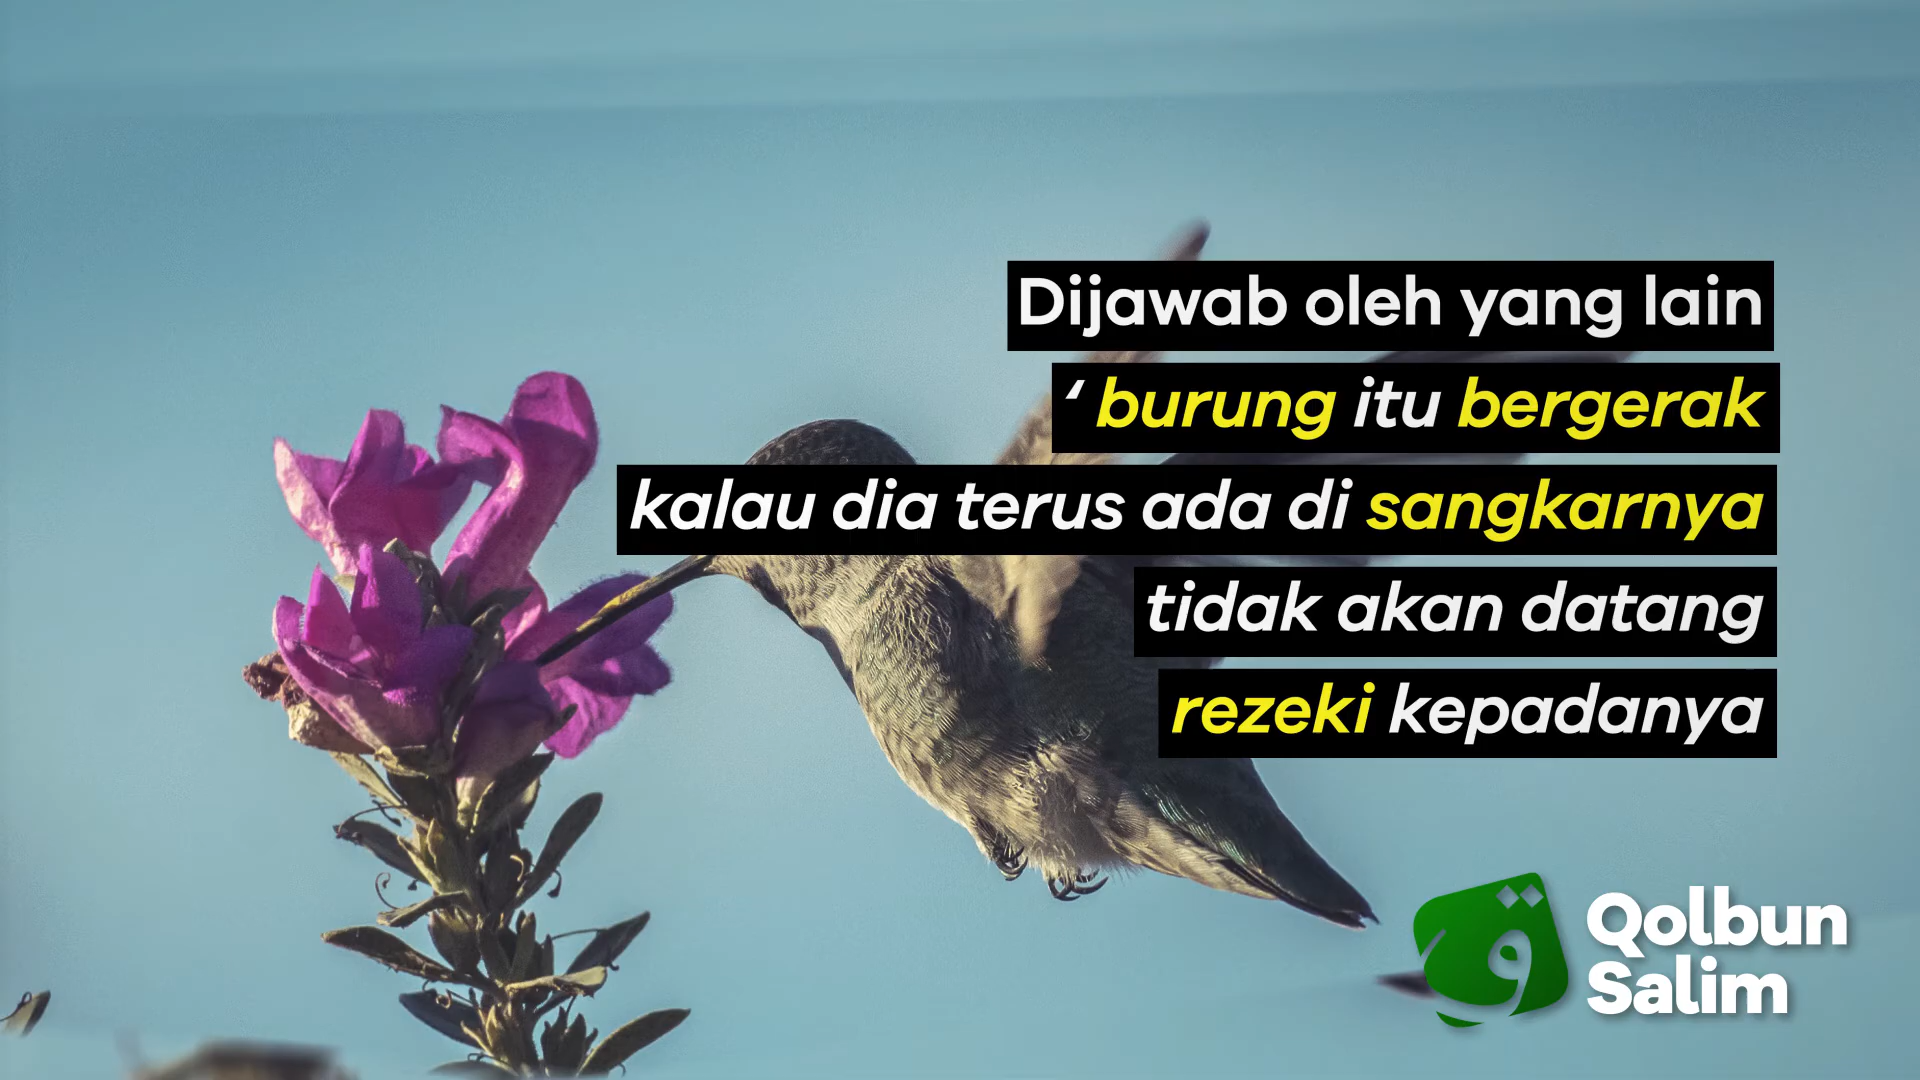 Dijawab oleh yang lain
‘ burung itu bergerak
kalau dia terus ada di sangkarnya
tidak akan datang
rezeki kepadanya
Qolbun
Salim